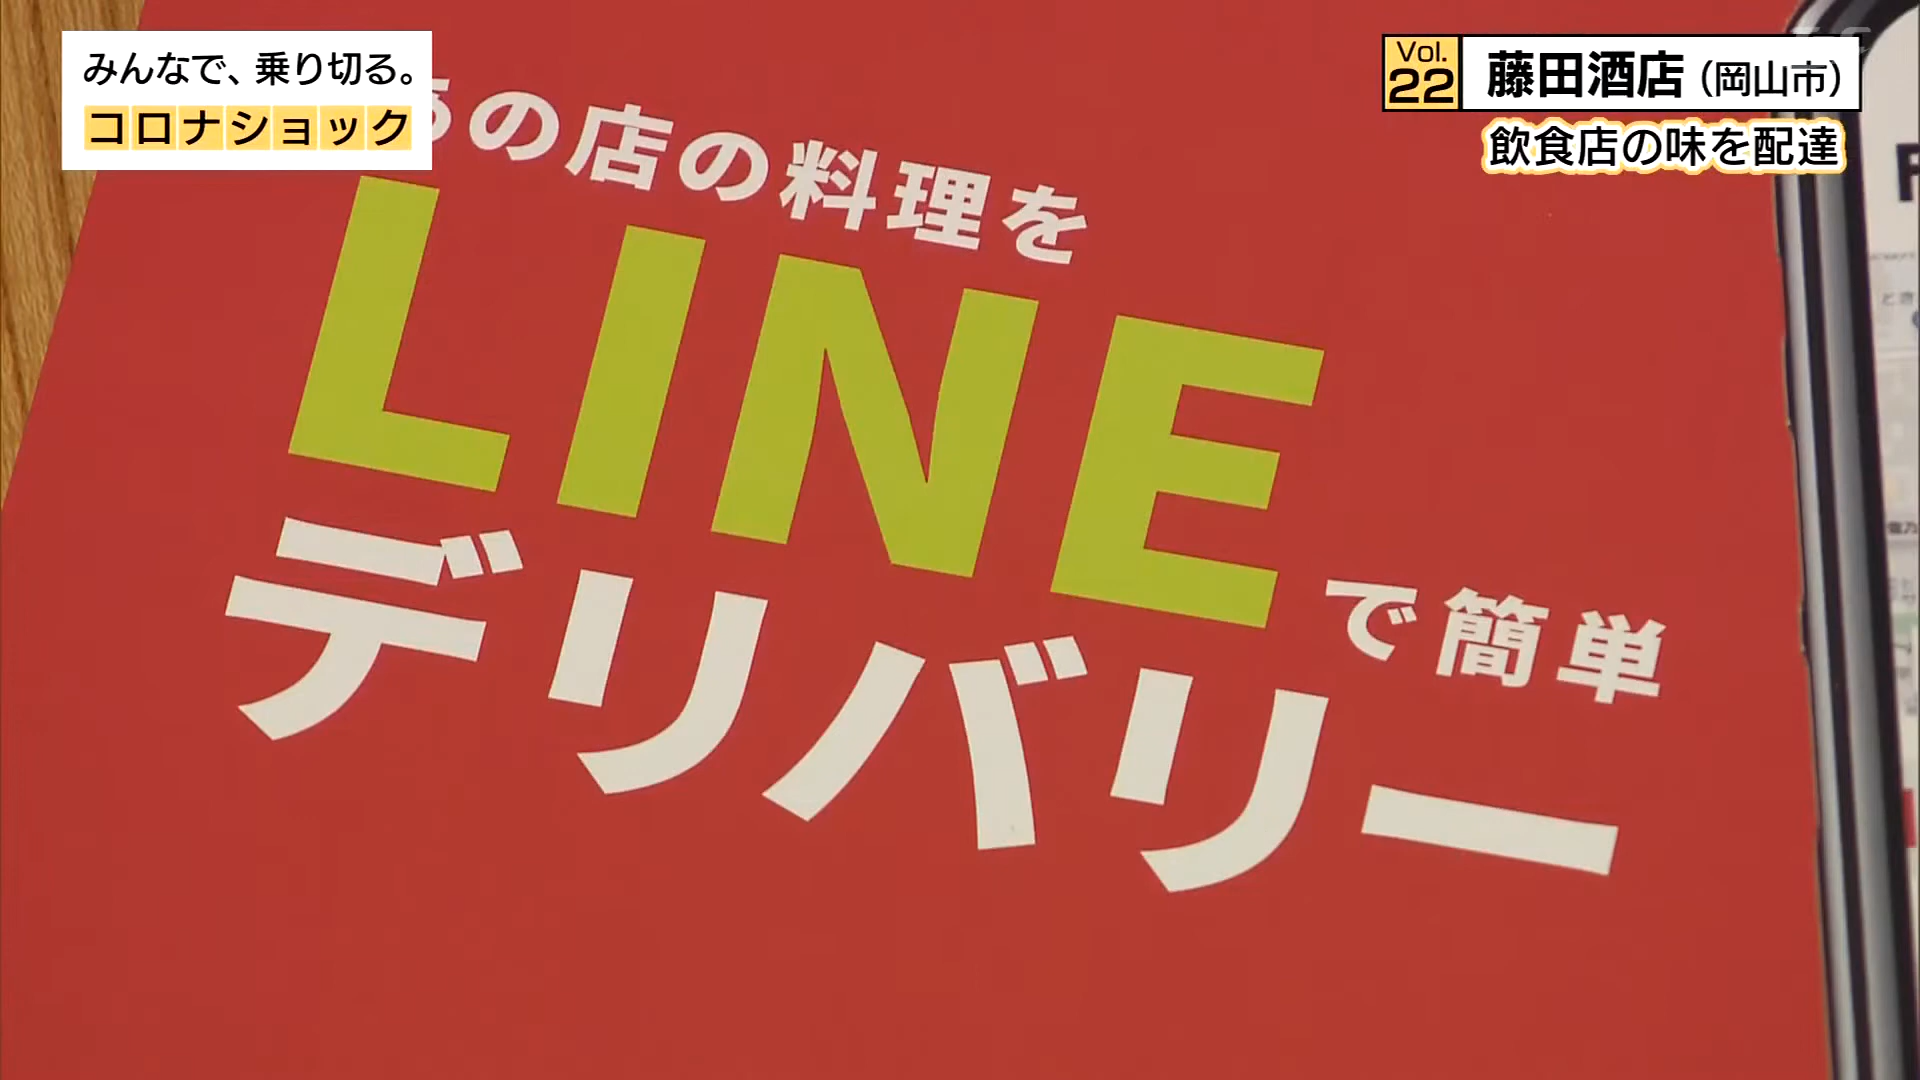 みんなで、乗り切る。
コロナショック
Vol.
22
藤田酒店（岡山市）
飲食店の味を配達
あの店の料理を
LINE
で簡単
デリバリー